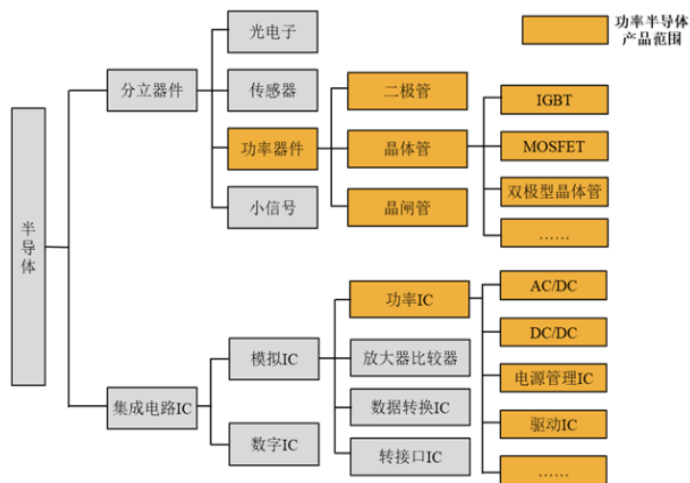 光电子
功率半导体
产品范围
分立器件
传感器
二极管
IGBT
功率器件
晶体管
MOSFET
双极型晶体管
小信号
晶闸管
……
半导体
功率IC
AC/DC
模拟IC
放大器比较器
DC/DC
电源管理IC
集成电路IC
数据转换IC
驱动IC
数字IC
转接口IC
……